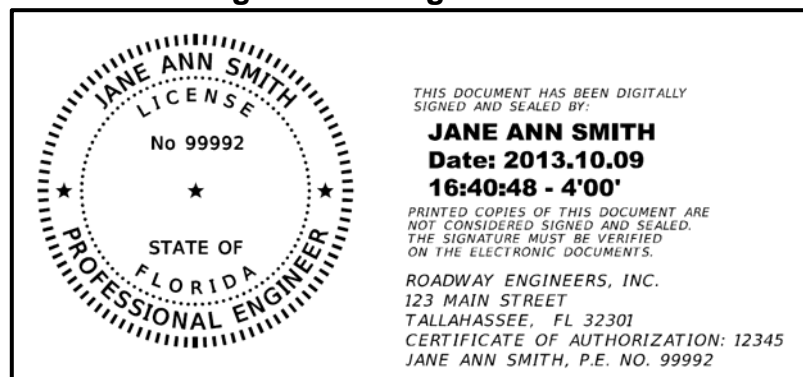 JANE ANN SMITH
LICENSE
No 99992
STATE OF
FLORIDA
PROFESSIONAL ENGINEER
THIS DOCUMENT HAS BEEN DIGITALLY
SIGNED AND SEALED BY:
JANE ANN SMITH
Date: 2013.10.09
16:40:48 - 4'00'
PRINTED COPIES OF THIS DOCUMENT ARE
NOT CONSIDERED SIGNED AND SEALED.
THE SIGNATURE MUST BE VERIFIED
ON THE ELECTRONIC DOCUMENTS.
ROADWAY ENGINEERS, INC.
123 MAIN STREET
TALLAHASSEE, FL 32301
CERTIFICATE OF AUTHORIZATION: 12345
JANE ANN SMITH, P.E. NO. 99992